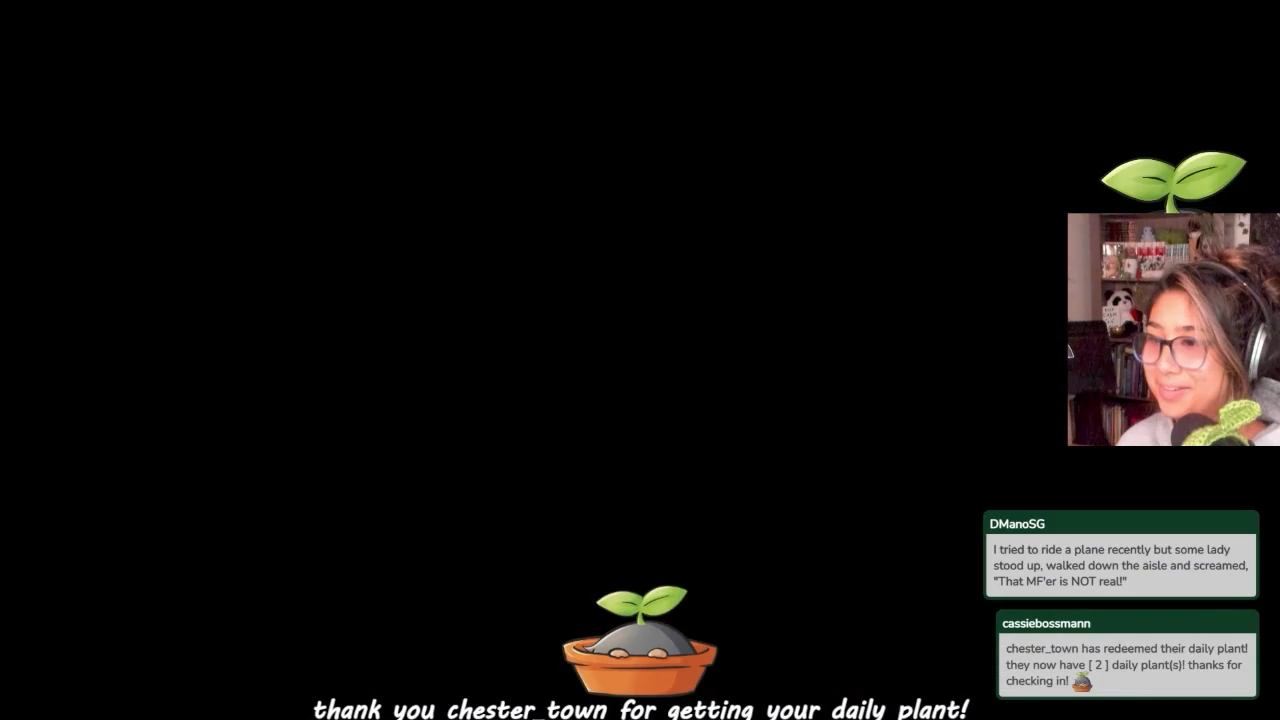 DManoSG
I tried to ride a plane recently but some lady
stood up, walked down the aisle and screamed,
"That MF'er is NOT real!"
cassiebossmann
chester_town has redeemed their daily plant!
they now have [ 2 ] daily plant(s)! thanks for
checking in!
thank you chester_town for getting your daily plant!